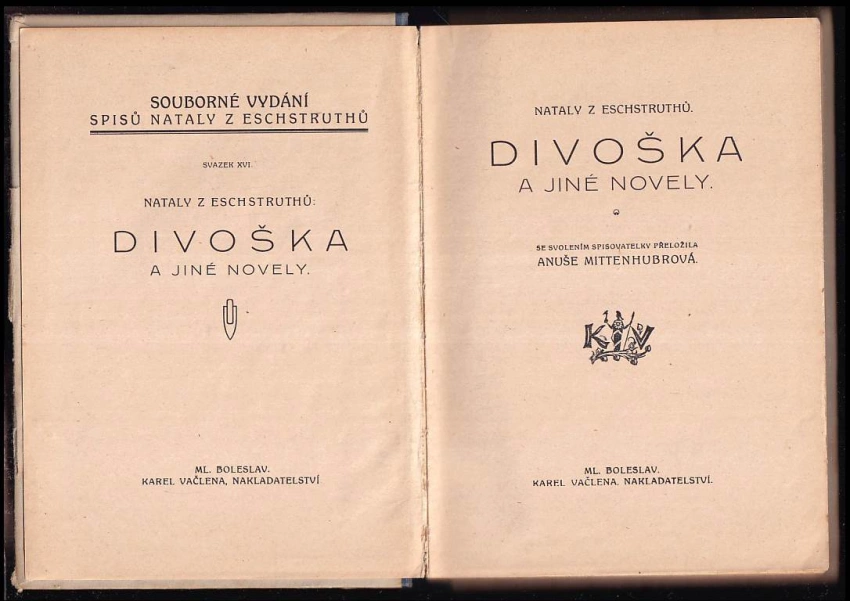 SOUBORNÉ VYDÁNÍ
SPISŮ NATALY Z ESCHSTRUTHŮ
SVAZEK XVI.
NATALY Z ESCHSTRUTHŮ:
DIVOŠKA
A JINÉ NOVELY.
ML. BOLESLAV.
KAREL VAČLENA, NAKLADATELSTVÍ
NATALY Z ESCHSTRUTHŮ.
DIVOŠKA
A JINÉ NOVELY.
SE SVOLENÍM SPISOVATELKY PŘELOŽILA
ANUŠE MITTENHUBROVÁ.
KV
ML. BOLESLAV.
KAREL VAČLENA. NAKLADATELSTVÍ.